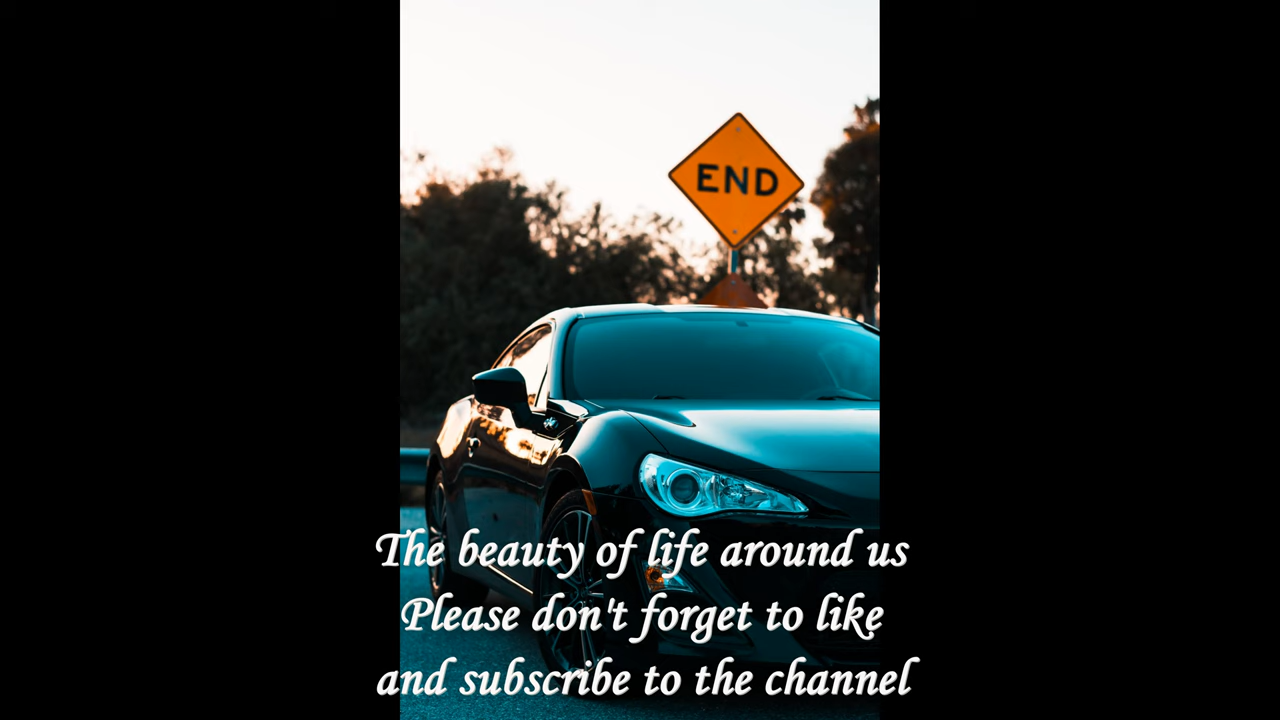 END
The beauty of life around us
Please don't forget to like
and subscribe to the channel